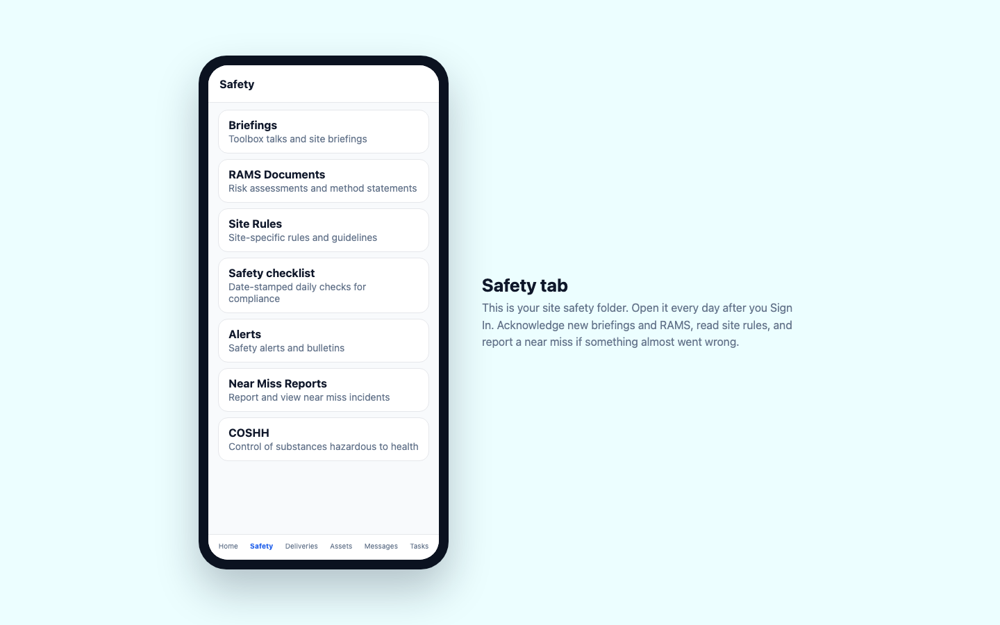 Safety
Briefings
Toolbox talks and site briefings
RAMS Documents
Risk assessments and method statements
Site Rules
Site-specific rules and guidelines
Safety checklist
Date-stamped daily checks for
compliance
Alerts
Safety alerts and bulletins
Near Miss Reports
Report and view near miss incidents
COSHH
Control of substances hazardous to health
Home Safety Deliveries Assets Messages Tasks
Safety tab
This is your site safety folder. Open it every day after you Sign
In. Acknowledge new briefings and RAMS, read site rules, and
report a near miss if something almost went wrong.